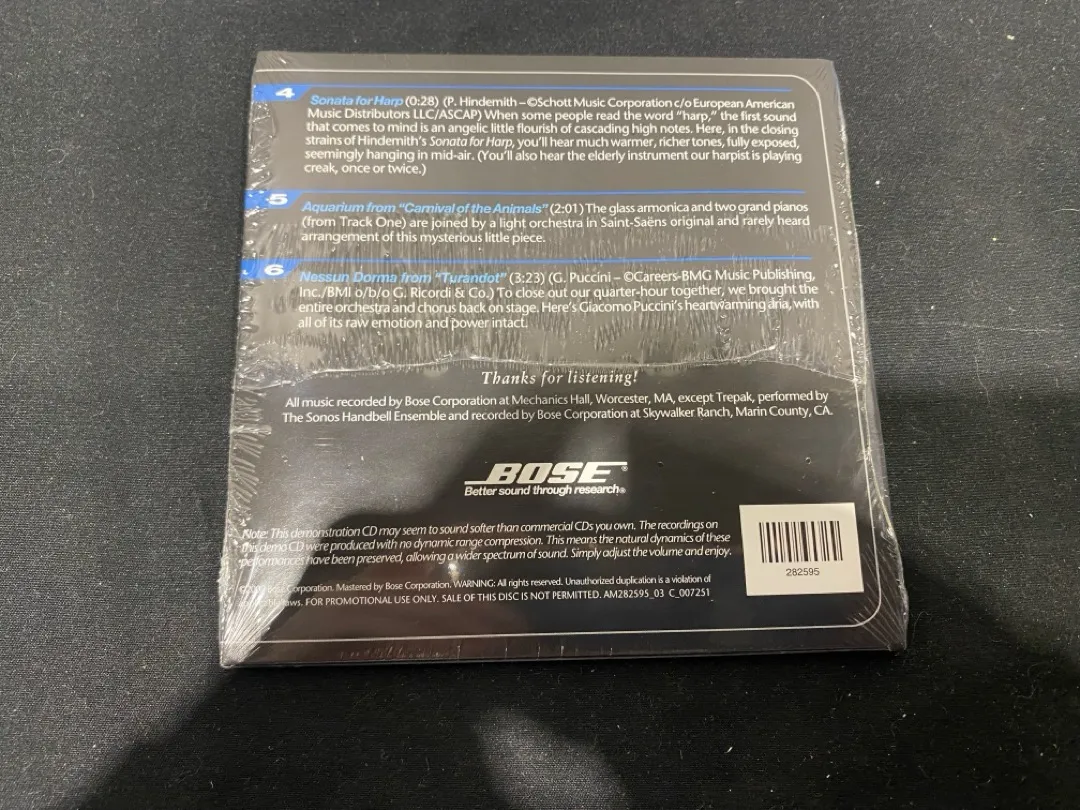 4
Sonata for Harp (0:28) (P. Hindemith – ©Schott Music Corporation c/o European American
Music Distributors LLC/ASCAP) When some people read the word "harp," the first sound
that comes to mind is an angelic little flourish of cascading high notes. Here, in the closing
strains of Hindemith's Sonata for Harp, you'll hear much warmer, richer tones, fully exposed,
seemingly hanging in mid-air. (You'll also hear the elderly instrument our harpist is playing
creak, once or twice.)
5
Aquarium from "Carnival of the Animals" (2:01) The glass armonica and two grand pianos
(from Track One) are joined by a light orchestra in Saint-Saëns original and rarely heard
arrangement of this mysterious little piece.
6
Nessun Dorma from "Turandot" (3:23) (G. Puccini – ©Careers-BMG Music Publishing,
Inc./BMI o/b/o G. Ricordi & Co.) To close out our quarter-hour together, we brought the
entire orchestra and chorus back on stage. Here's Giacomo Puccini's heartwarming aria, with
all of its raw emotion and power intact.
Thanks for listening!
All music recorded by Bose Corporation at Mechanics Hall, Worcester, MA, except Trepak, performed by
The Sonos Handbell Ensemble and recorded by Bose Corporation at Skywalker Ranch, Marin County, CA.
BOSE®
Better sound through research®
Note: This demonstration CD may seem to sound softer than commercial CDs you own. The recordings on
this demo CD were produced with no dynamic range compression. This means the natural dynamics of these
performances have been preserved, allowing a wider spectrum of sound. Simply adjust the volume and enjoy.
Bose Corporation. Mastered by Bose Corporation. WARNING: All rights reserved. Unauthorized duplication is a violation of
laws. FOR PROMOTIONAL USE ONLY. SALE OF THIS DISC IS NOT PERMITTED. AM282595_03 C_007251
282595